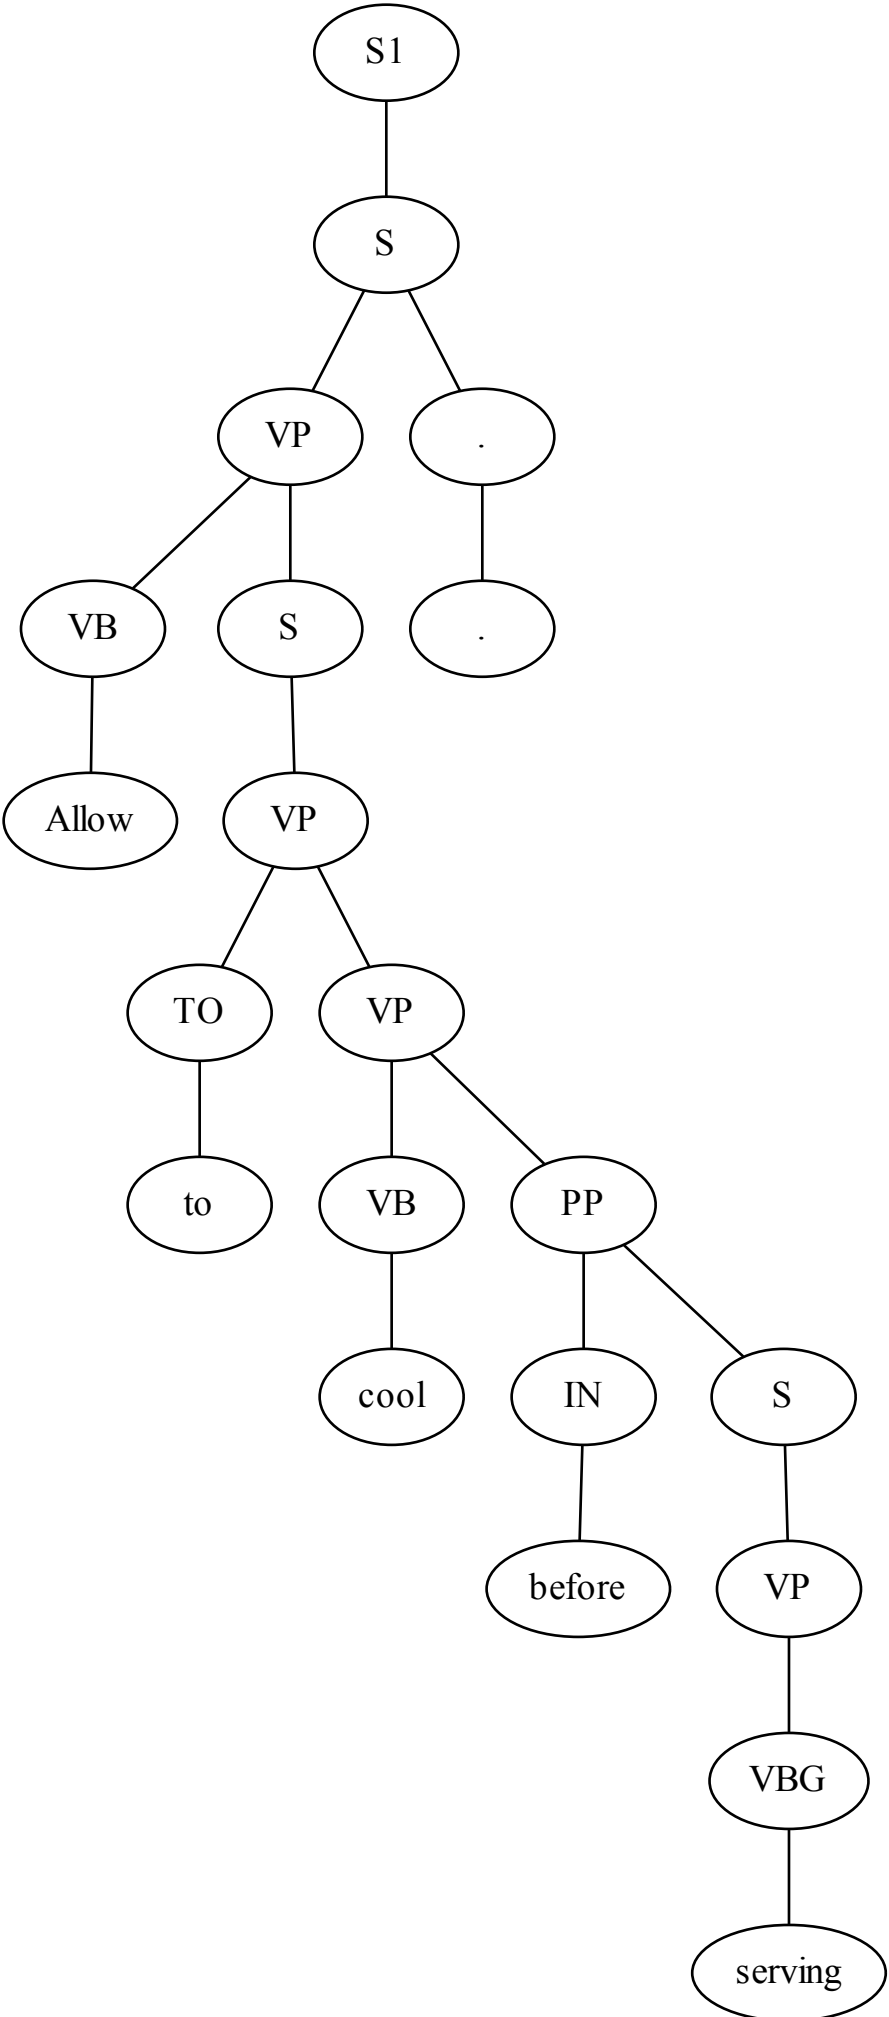 S1
S
VP .
VB S .
Allow VP
TO VP
to VB PP
cool IN S
before VP
VBG
serving